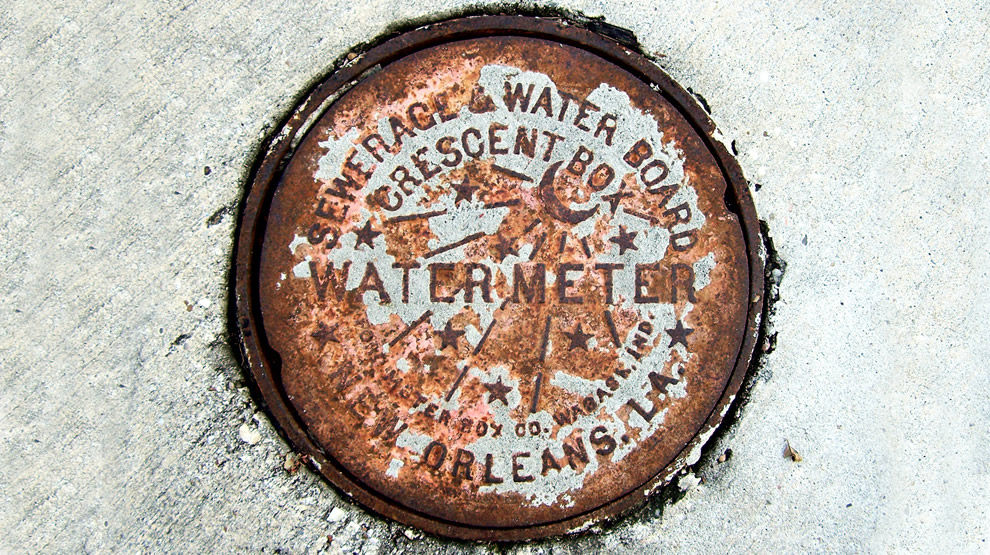 SEWERAGE & WATER BOARD
CRESCENT BOX
WATER METER
METER BOX CO. WABASH, IND.
NEW ORLEANS, LA.